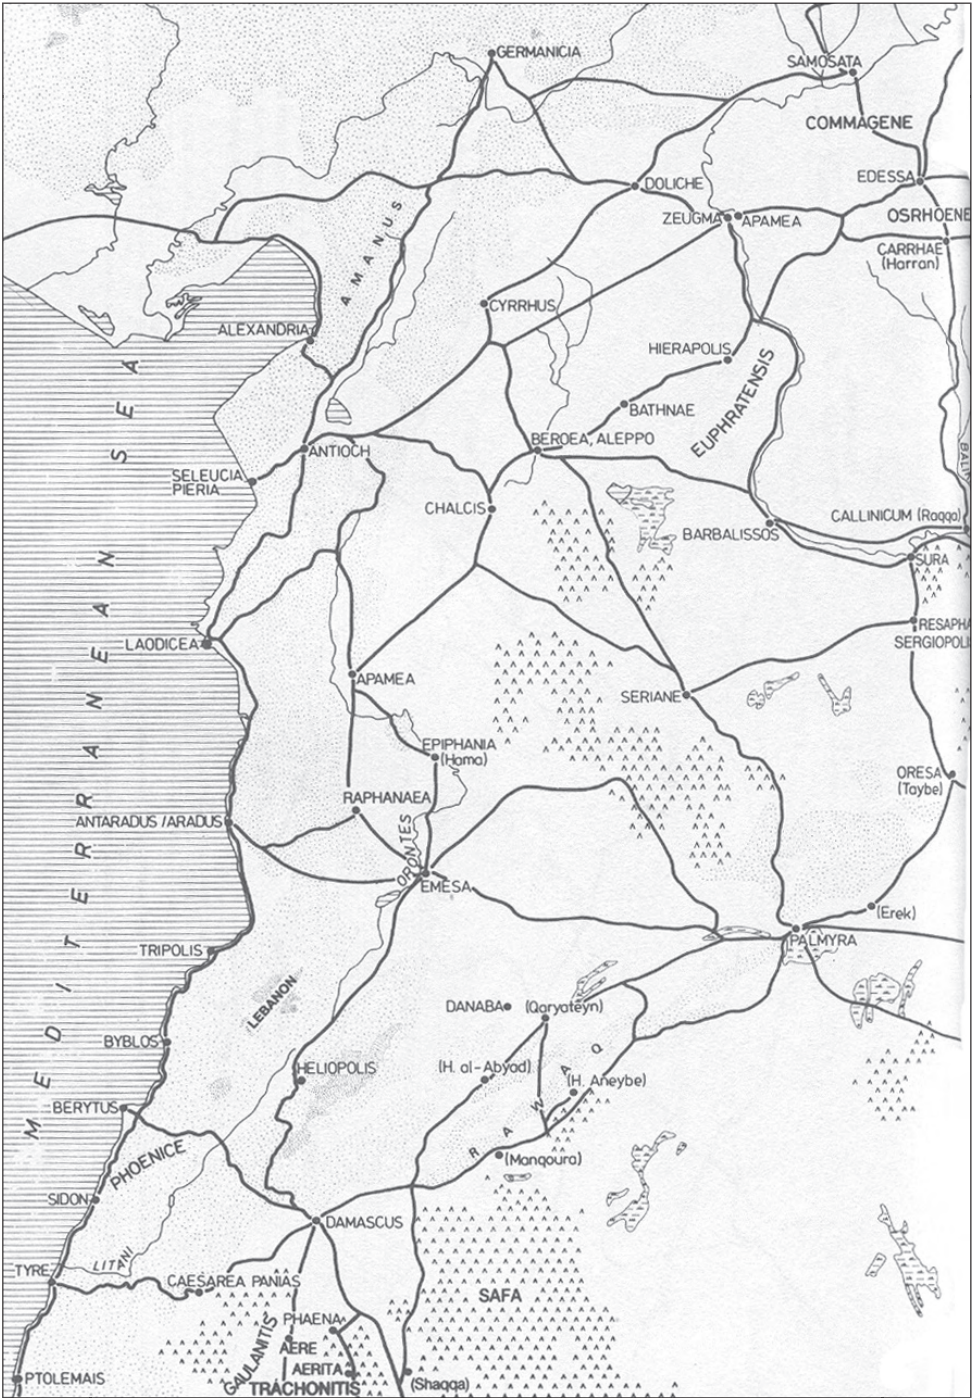 GERMANICIA
SAMOSATA
COMMAGENE
DOLICHE
EDESSA
ZEUGMA
APAMEA
OSRHOENE
CARRHAE
(Harran)
AMANUS
CYRRHUS
ALEXANDRIA
HIERAPOLIS
EUPHRATENSIS
BATHNAE
BEROEA, ALEPPO
ANTIOCH
SELEUCIA
PIERIA
CHALCIS
BARBALISSOS
CALLINICUM (Raqqa)
SURA
RESAPHA
LAODICEA
SERGIOPOLI
APAMEA
SERIANE
EPIPHANIA
(Hama)
ORESA
(Taybe)
RAPHANAEA
ANTARADUS / ARADUS
ORONTES
EMESA
(Erek)
PALMYRA
TRIPOLIS
LEBANON
DANABA
(Qaryateyn)
BYBLOS
HELIOPOLIS
(H. al-Abyad)
(H. Aneybe)
RAWAQ
BERYTUS
PHOENICE
(Manqoura)
SIDON
DAMASCUS
LITANI
TYRE
CAESAREA PANIAS
SAFA
PHAENA
GAULANITIS
AERE
AERITA
TRACHONITIS
PTOLEMAIS
(Shaqqa)
MEDITERRANEAN SEA